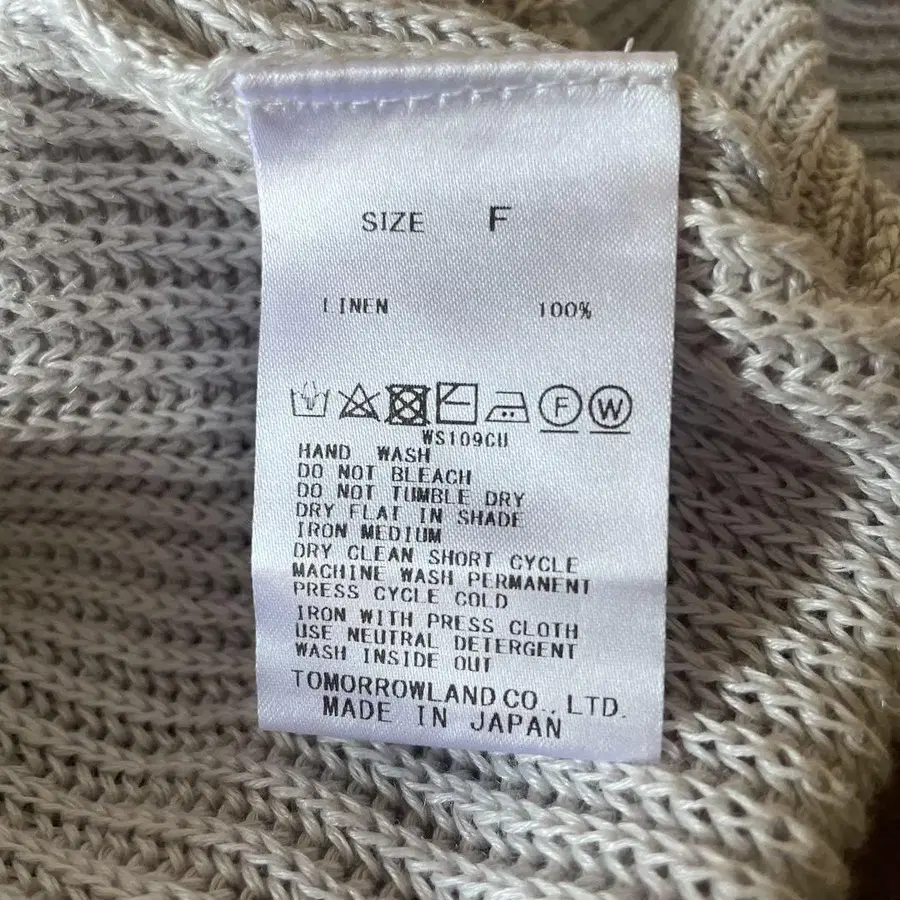 SIZE F
LINEN 100%
F W
WS109CU
HAND WASH
DO NOT BLEACH
DO NOT TUMBLE DRY
DRY FLAT IN SHADE
IRON MEDIUM
DRY CLEAN SHORT CYCLE
MACHINE WASH PERMANENT
PRESS CYCLE COLD
IRON WITH PRESS CLOTH
USE NEUTRAL DETERGENT
WASH INSIDE OUT
TOMORROWLAND CO., LTD.
MADE IN JAPAN